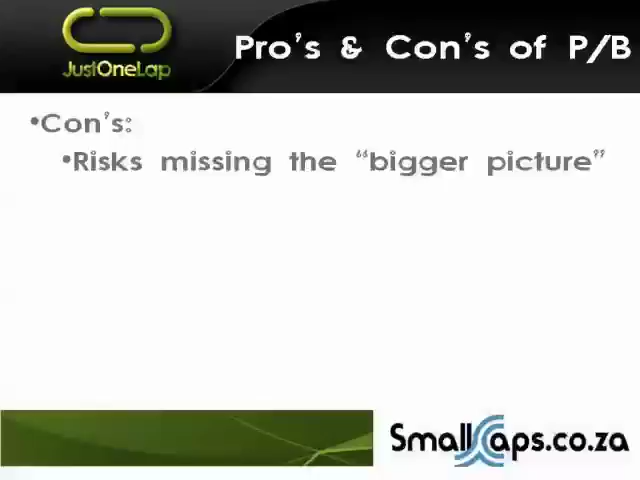 JustOneLap
Pro's & Con's of P/B
•Con's:
•Risks missing the “bigger picture”
SmallCaps.co.za